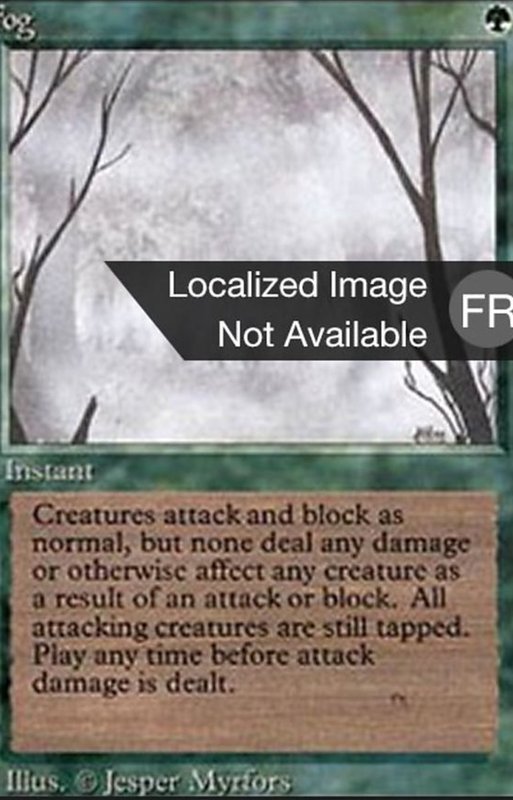 og
Localized Image
Not Available
FR
Instant
Creatures attack and block as
normal, but none deal any damage
or otherwise affect any creature as
a result of an attack or block. All
attacking creatures are still tapped.
Play any time before attack
damage is dealt.
Illus. © Jesper Myrfors